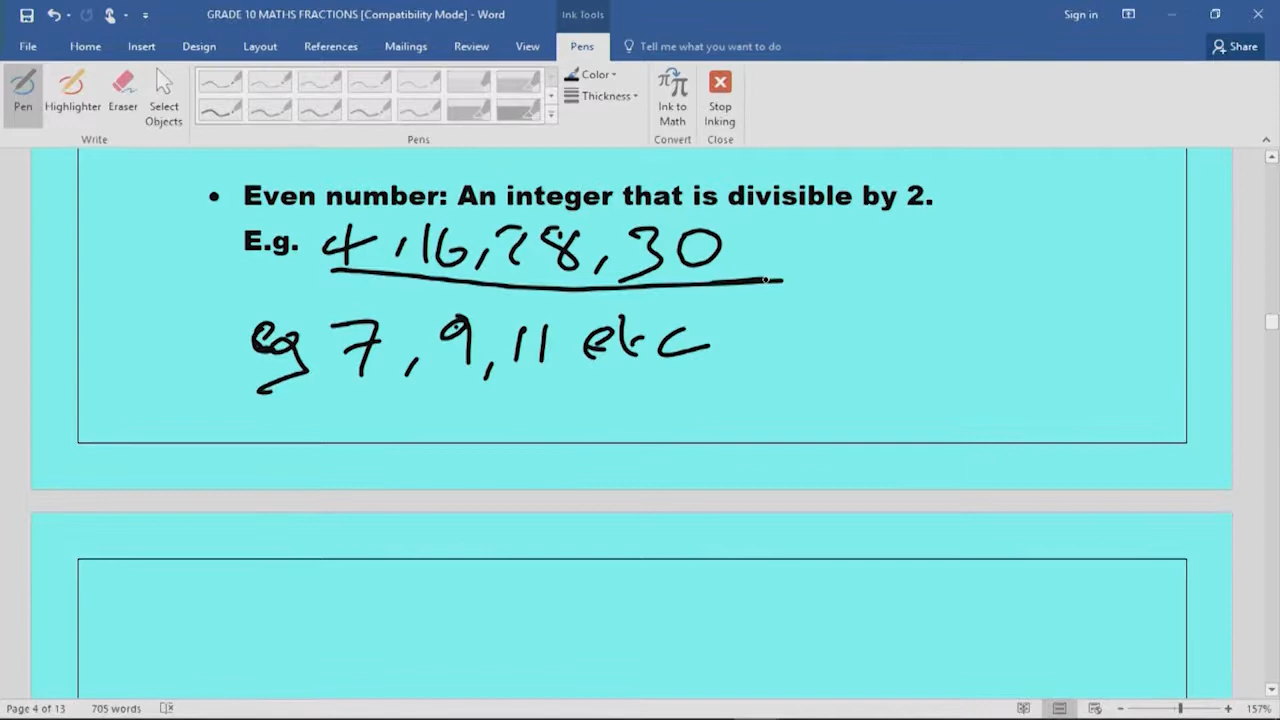 GRADE 10 MATHS FRACTIONS [Compatibility Mode] - Word
Ink Tools
Sign in
File Home Insert Design Layout References Mailings Review View Pens Tell me what you want to do
Share
Pen Highlighter Eraser Select Objects
Color
Thickness
Ink to Math
Stop Inking
Write Pens Convert Close
• Even number: An integer that is divisible by 2.
E.g. 4, 16, 28, 30
eg 7, 9, 11 etc
Page 4 of 13 705 words 157%